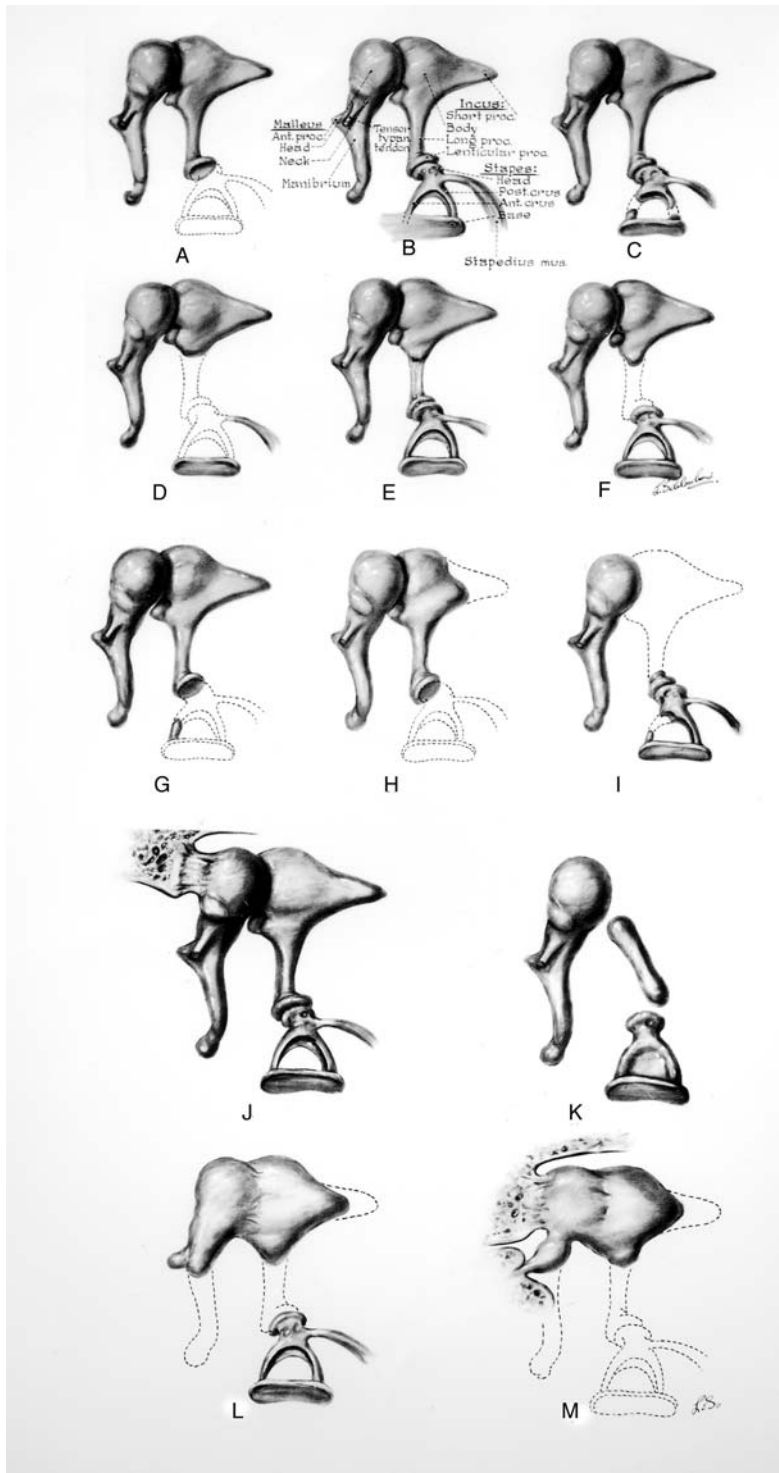 A
B
C
Malleus
Ant. proc.
Head
Neck
Manibrium
Tensor
tympan
tendon
Incus:
Short proc.
Body
Long proc.
Lenticular proc.
Stapes:
Head
Post. crus
Ant. crus
Base
Stapedius mus.
D
E
F
G
H
I
J
K
L
M
L.S.